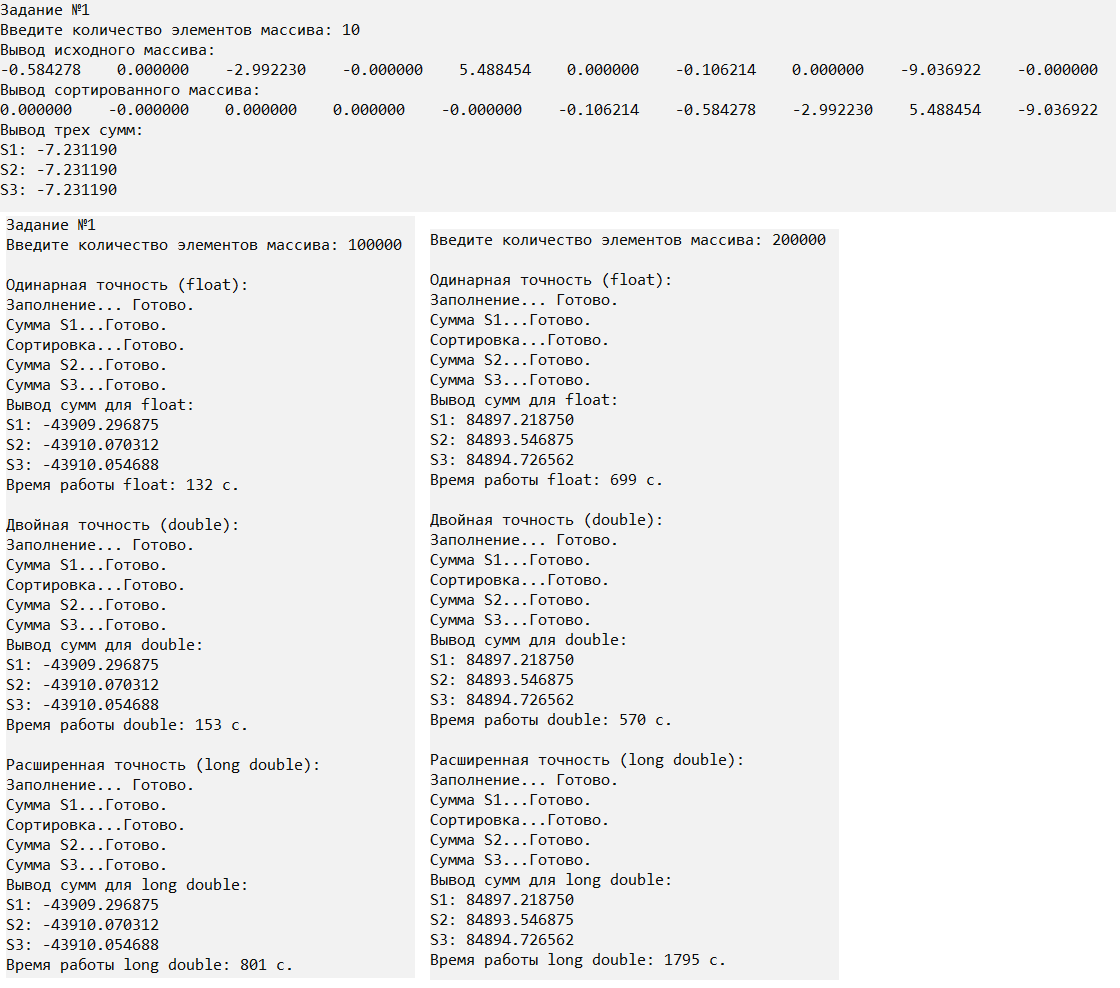 Задание №1
Введите количество элементов массива: 10
Вывод исходного массива:
-0.584278 0.000000 -2.992230 -0.000000 5.488454 0.000000 -0.106214 0.000000 -9.036922 -0.000000
Вывод сортированного массива:
0.000000 -0.000000 0.000000 0.000000 -0.000000 -0.106214 -0.584278 -2.992230 5.488454 -9.036922
Вывод трех сумм:
S1: -7.231190
S2: -7.231190
S3: -7.231190
Задание №1
Введите количество элементов массива: 100000
Одинарная точность (float):
Заполнение... Готово.
Сумма S1...Готово.
Сортировка...Готово.
Сумма S2...Готово.
Сумма S3...Готово.
Вывод сумм для float:
S1: -43909.296875
S2: -43910.070312
S3: -43910.054688
Время работы float: 132 с.
Двойная точность (double):
Заполнение... Готово.
Сумма S1...Готово.
Сортировка...Готово.
Сумма S2...Готово.
Сумма S3...Готово.
Вывод сумм для double:
S1: -43909.296875
S2: -43910.070312
S3: -43910.054688
Время работы double: 153 с.
Расширенная точность (long double):
Заполнение... Готово.
Сумма S1...Готово.
Сортировка...Готово.
Сумма S2...Готово.
Сумма S3...Готово.
Вывод сумм для long double:
S1: -43909.296875
S2: -43910.070312
S3: -43910.054688
Время работы long double: 801 с.
Введите количество элементов массива: 200000
Одинарная точность (float):
Заполнение... Готово.
Сумма S1...Готово.
Сортировка...Готово.
Сумма S2...Готово.
Сумма S3...Готово.
Вывод сумм для float:
S1: 84897.218750
S2: 84893.546875
S3: 84894.726562
Время работы float: 699 с.
Двойная точность (double):
Заполнение... Готово.
Сумма S1...Готово.
Сортировка...Готово.
Сумма S2...Готово.
Сумма S3...Готово.
Вывод сумм для double:
S1: 84897.218750
S2: 84893.546875
S3: 84894.726562
Время работы double: 570 с.
Расширенная точность (long double):
Заполнение... Готово.
Сумма S1...Готово.
Сортировка...Готово.
Сумма S2...Готово.
Сумма S3...Готово.
Вывод сумм для long double:
S1: 84897.218750
S2: 84893.546875
S3: 84894.726562
Время работы long double: 1795 с.